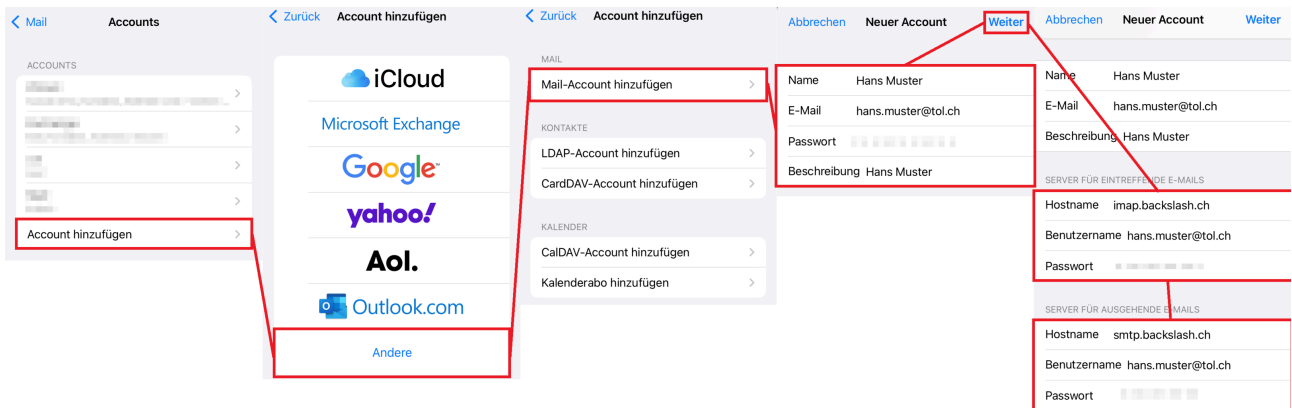 Mail
Accounts
ACCOUNTS
Account hinzufügen
Zurück
Account hinzufügen
iCloud
Microsoft Exchange
Google
yahoo!
Aol.
Outlook.com
Andere
Zurück
Account hinzufügen
MAIL
Mail-Account hinzufügen
KONTAKTE
LDAP-Account hinzufügen
CardDAV-Account hinzufügen
KALENDER
CalDAV-Account hinzufügen
Kalenderabo hinzufügen
Abbrechen Neuer Account Weiter
Name Hans Muster
E-Mail hans.muster@tol.ch
Passwort
Beschreibung Hans Muster
Abbrechen Neuer Account Weiter
Name Hans Muster
E-Mail hans.muster@tol.ch
Beschreibung Hans Muster
SERVER FÜR EINTREFFENDE E-MAILS
Hostname imap.backslash.ch
Benutzername hans.muster@tol.ch
Passwort
SERVER FÜR AUSGEHENDE E-MAILS
Hostname smtp.backslash.ch
Benutzername hans.muster@tol.ch
Passwort